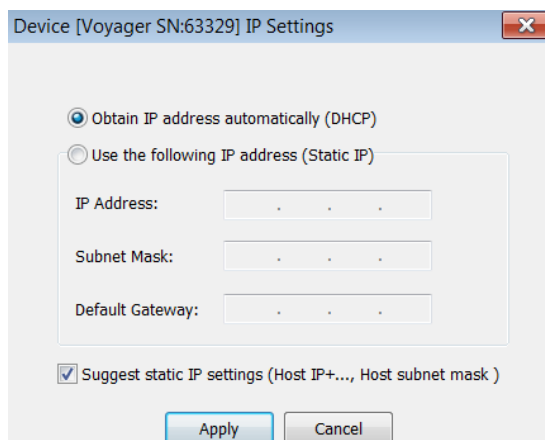 Device [Voyager SN:63329] IP Settings
Obtain IP address automatically (DHCP)
Use the following IP address (Static IP)
IP Address:
Subnet Mask:
Default Gateway:
Suggest static IP settings (Host IP+..., Host subnet mask )
Apply Cancel